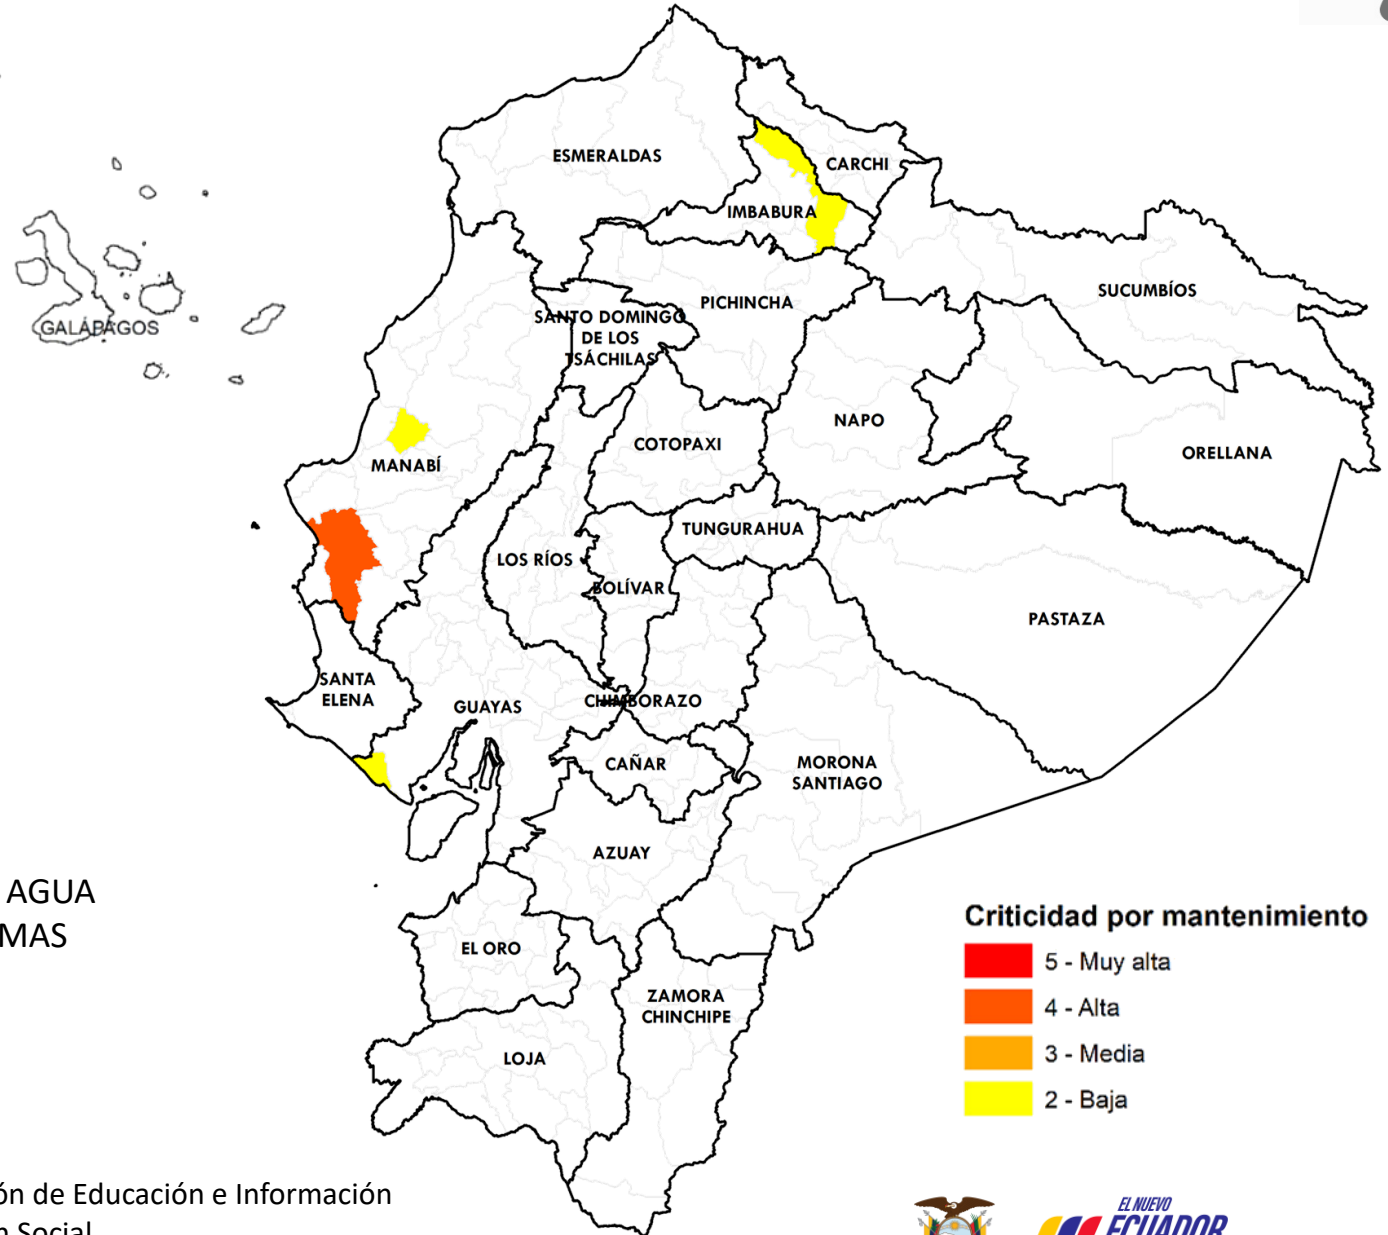 ESMERALDAS
CARCHI
IMBABURA
SUCUMBÍOS
PICHINCHA
SANTO DOMINGO
DE LOS
TSÁCHILAS
GALÁPAGOS
NAPO
COTOPAXI
ORELLANA
MANABÍ
TUNGURAHUA
LOS RÍOS
BOLÍVAR
PASTAZA
SANTA
ELENA
GUAYAS
CHIMBORAZO
CAÑAR
MORONA
SANTIAGO
AZUAY
EL ORO
ZAMORA
CHINCHIPE
LOJA
AGUA
MAS
Criticidad por mantenimiento
5 - Muy alta
4 - Alta
3 - Media
2 - Baja
ón de Educación e Información
n Social
EL NUEVO
ECUADOR